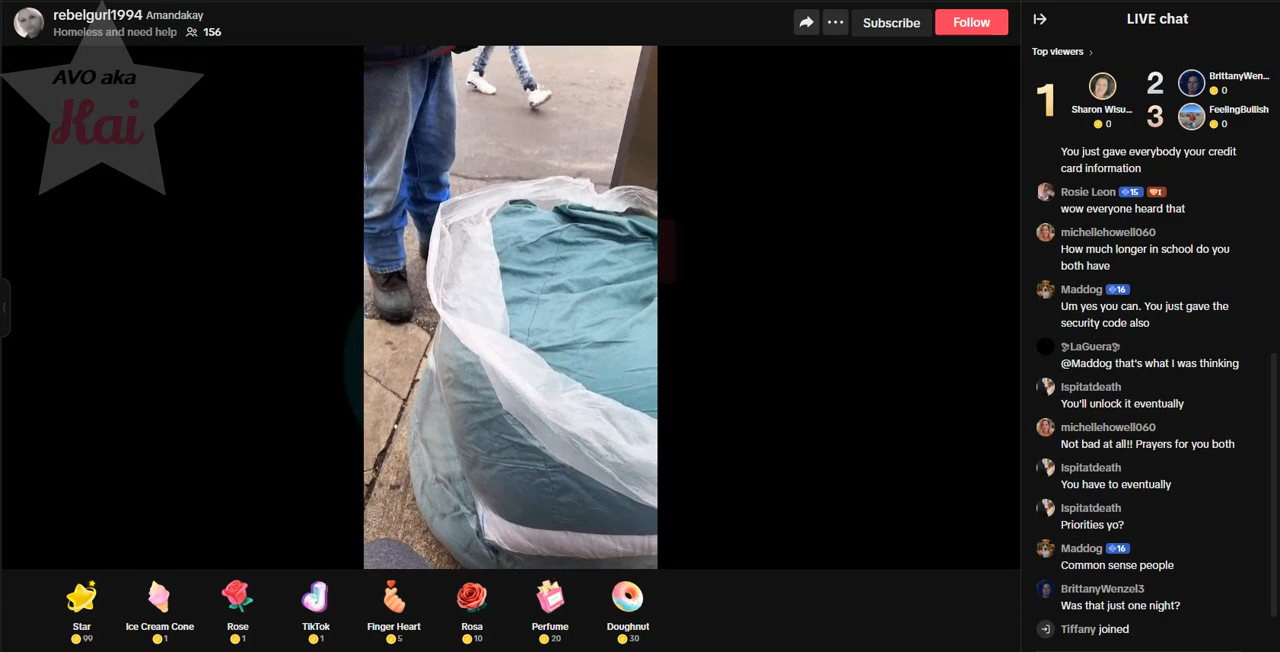 rebelgurl1994 Amandakay
Homeless and need help 156
Subscribe
Follow
AVO aka
Kai
LIVE chat
Top viewers
1
Sharon Wisu...
0
2
BrittanyWen...
0
3
FeelingBullish
0
You just gave everybody your credit
card information
Rosie Leon 15 1
wow everyone heard that
michellehowell060
How much longer in school do you
both have
Maddog 16
Um yes you can. You just gave the
security code also
LaGuera
@Maddog that's what I was thinking
Ispitatdeath
You'll unlock it eventually
michellehowell060
Not bad at all!! Prayers for you both
Ispitatdeath
You have to eventually
Ispitatdeath
Priorities yo?
Maddog 16
Common sense people
BrittanyWenzel3
Was that just one night?
Tiffany joined
Star
99
Ice Cream Cone
1
Rose
1
TikTok
1
Finger Heart
5
Rosa
10
Perfume
20
Doughnut
30